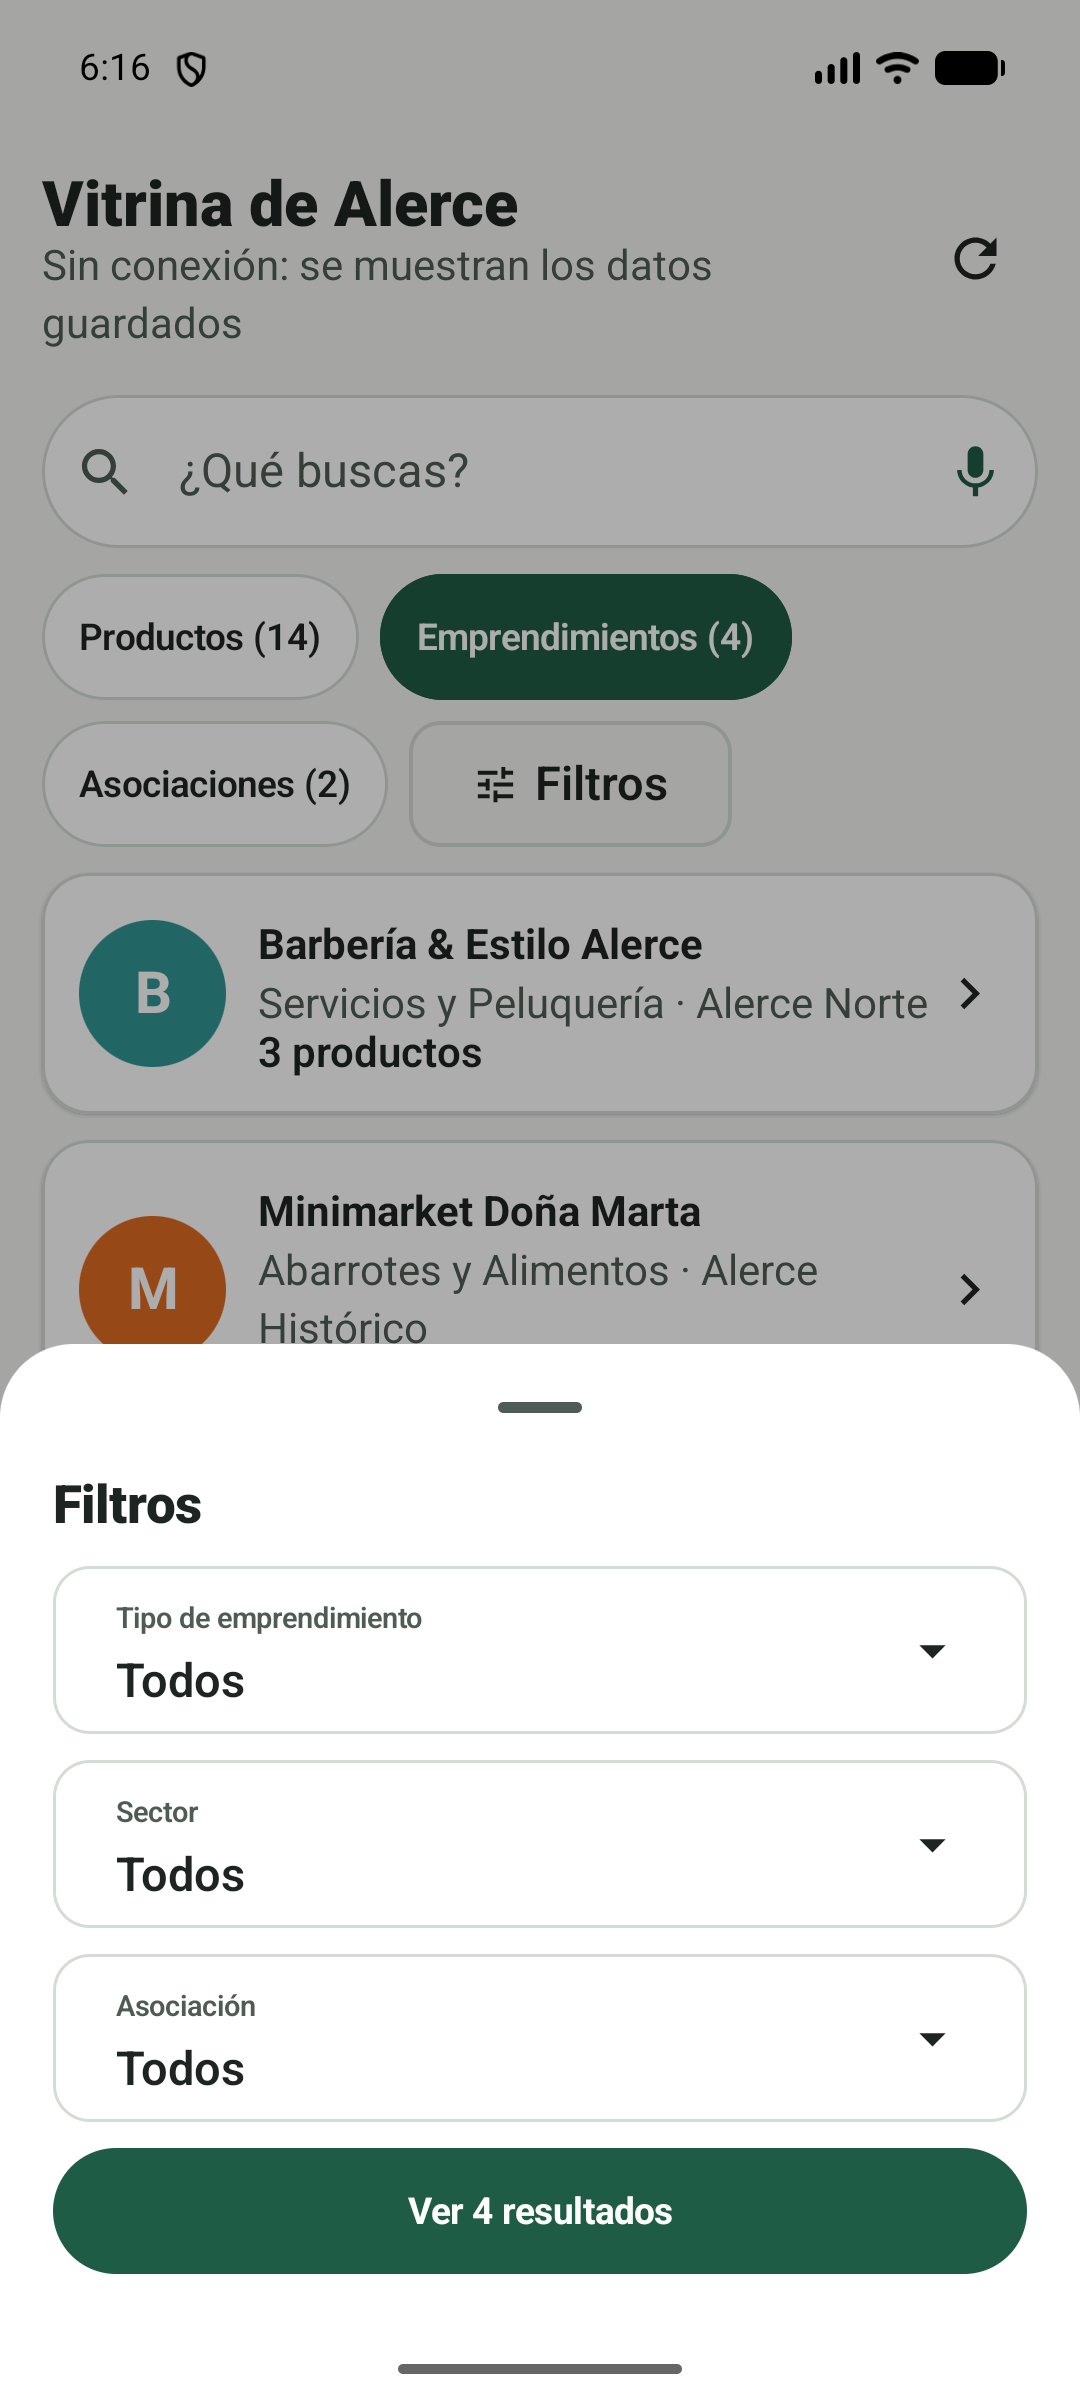 6:16
Vitrina de Alerce
Sin conexión: se muestran los datos
guardados
¿Qué buscas?
Productos (14)
Emprendimientos (4)
Asociaciones (2)
Filtros
B
Barbería & Estilo Alerce
Servicios y Peluquería · Alerce Norte
3 productos
M
Minimarket Doña Marta
Abarrotes y Alimentos · Alerce
Histórico
Filtros
Tipo de emprendimiento
Todos
Sector
Todos
Asociación
Todos
Ver 4 resultados